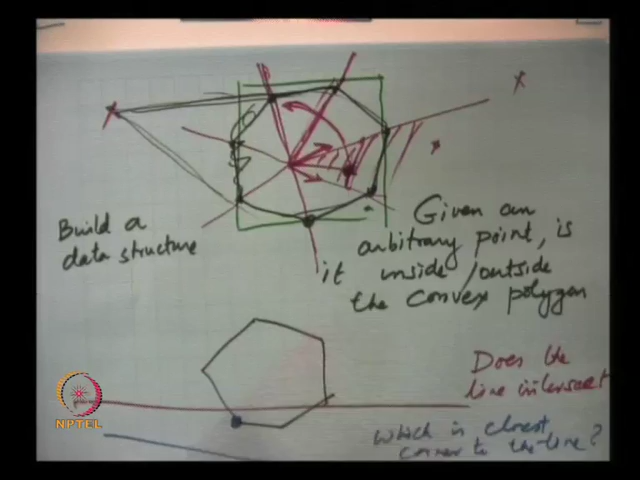 Build a
data structure
Given an
arbitrary point, is
it inside/outside
the convex polygon
Does the
line intersect
which is closest
corner to the line?
NPTEL